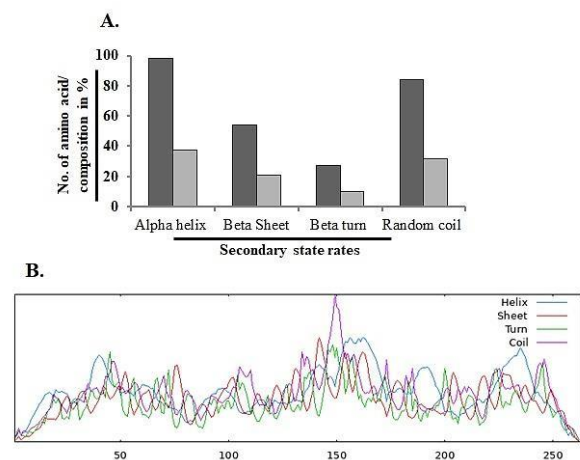 A.
No. of amino acid/
composition in %
100
80
60
40
20
0
Alpha helix Beta Sheet Beta turn Random coil
Secondary state rates
B.
Helix
Sheet
Turn
Coil
50 100 150 200 250